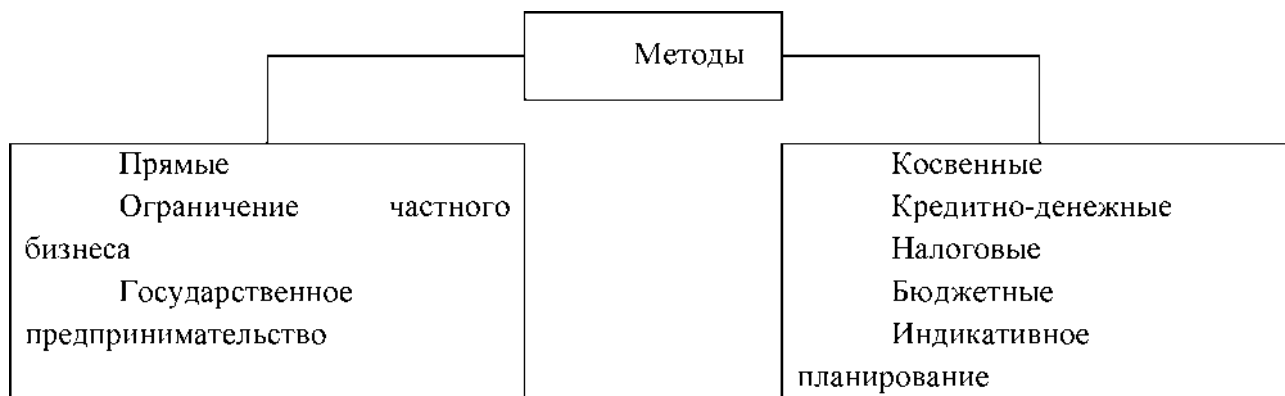 Методы
Прямые
Ограничение частного
бизнеса
Государственное
предпринимательство
Косвенные
Кредитно-денежные
Налоговые
Бюджетные
Индикативное
планирование